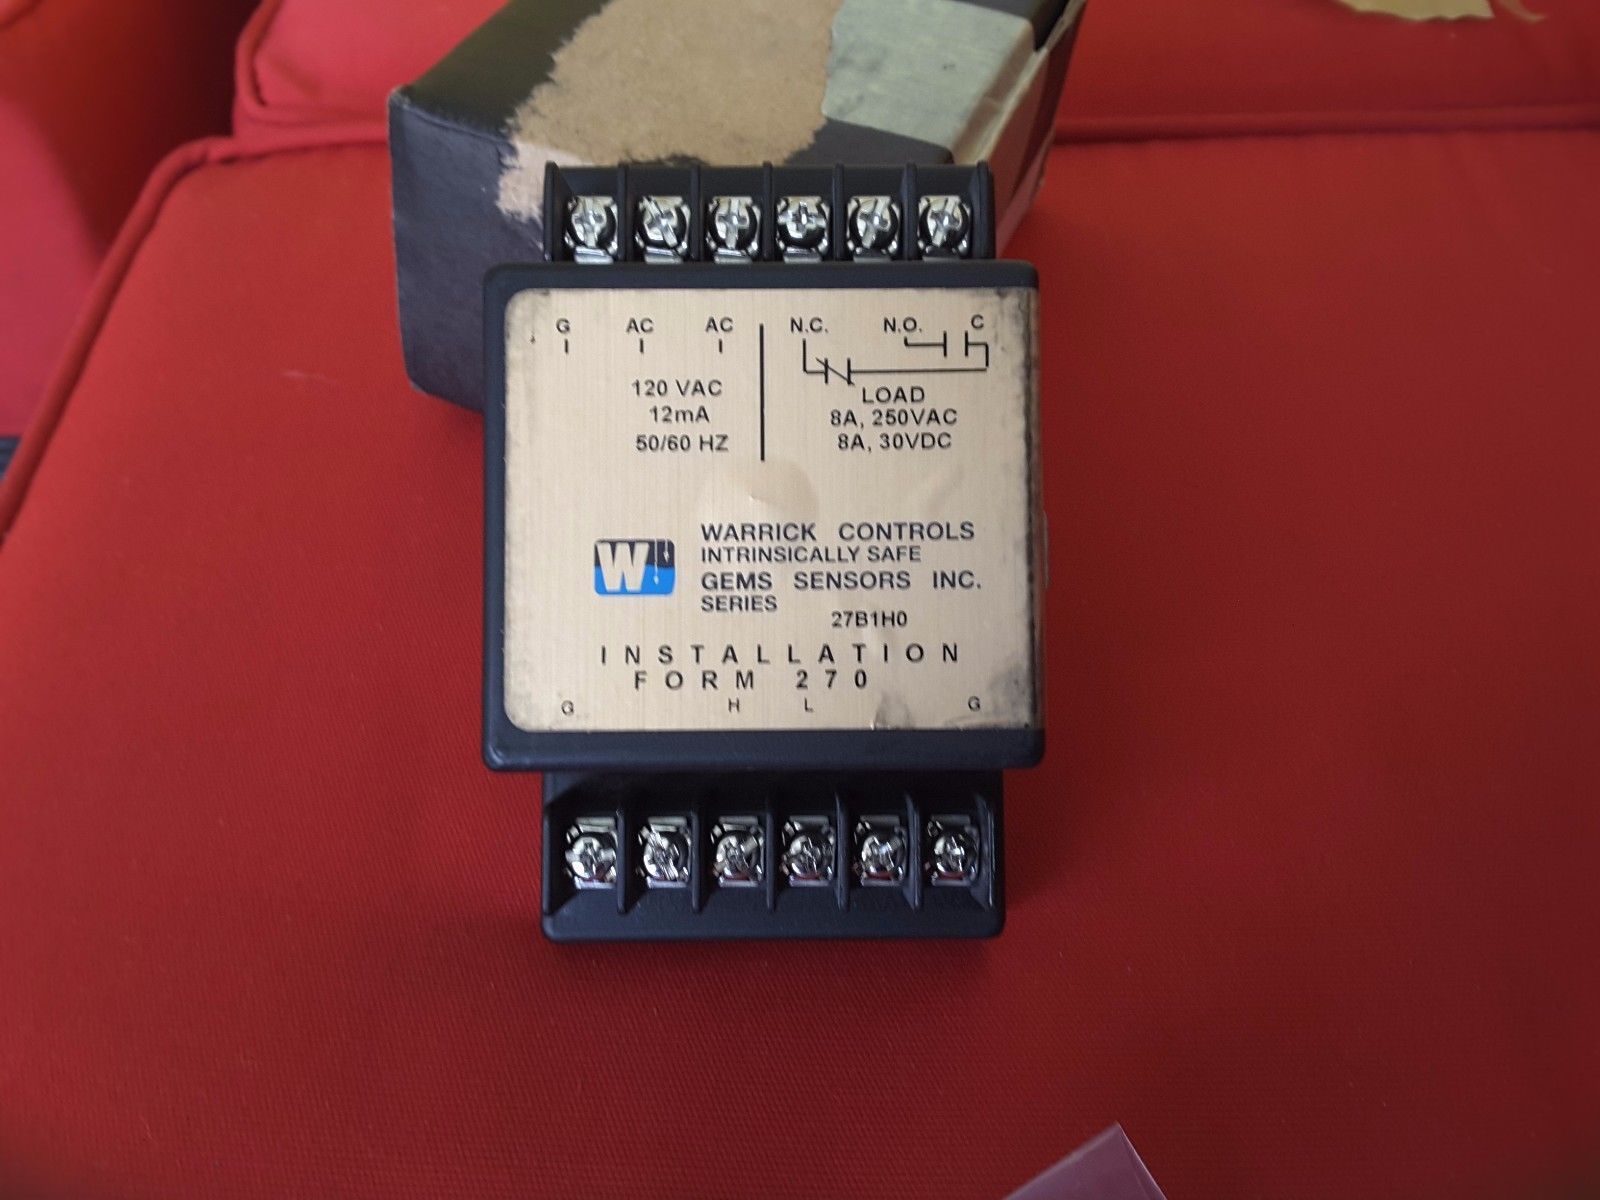 G AC AC N.C. N.O. C
120 VAC
12mA
50/60 HZ
LOAD
8A, 250VAC
8A, 30VDC
W
WARRICK CONTROLS
INTRINSICALLY SAFE
GEMS SENSORS INC.
SERIES 27B1H0
INSTALLATION
FORM 270
G H L G